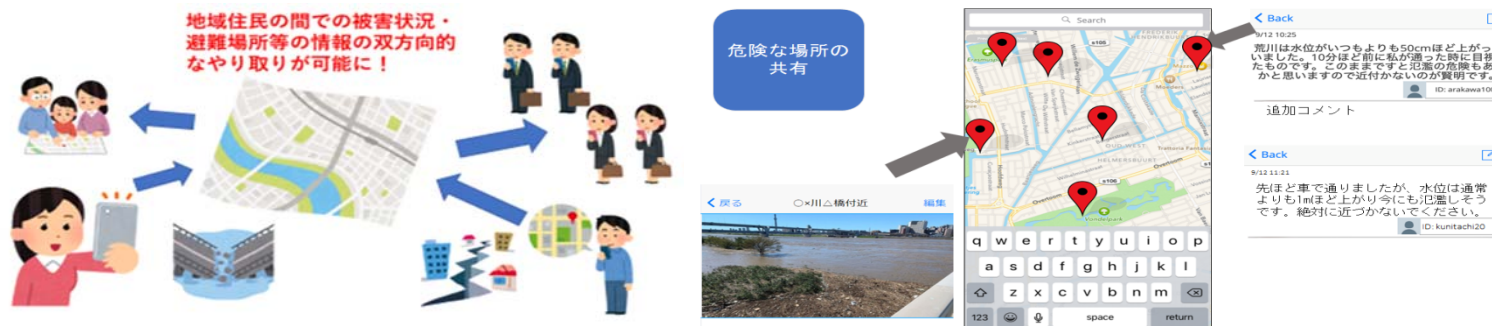 地域住民の間での被害状況・
避難場所等の情報の双方向的
なやり取りが可能に！
危険な場所の
共有
戻る
○×川△橋付近
編集
Search
s100
s106
OUD-WEST
HELMERSBUURT
Overtoom
Vondelpark
q w e r t y u i o p
a s d f g h j k l
z x c v b n m
123
space
return
Back
9/12 10:25
荒川は水位がいつもよりも50cmほど上がっ
いました。10分ほど前に私が通った時に目視
たものです。このままですと氾濫の危険もあ
かと思いますので近付かないのが賢明です。
ID: arakawa100
追加コメント
Back
9/12 11:21
先ほど車で通りましたが、水位は通常
よりも1mほど上がり今にも氾濫しそう
です。絶対に近づかないでください。
ID: kunitachi20